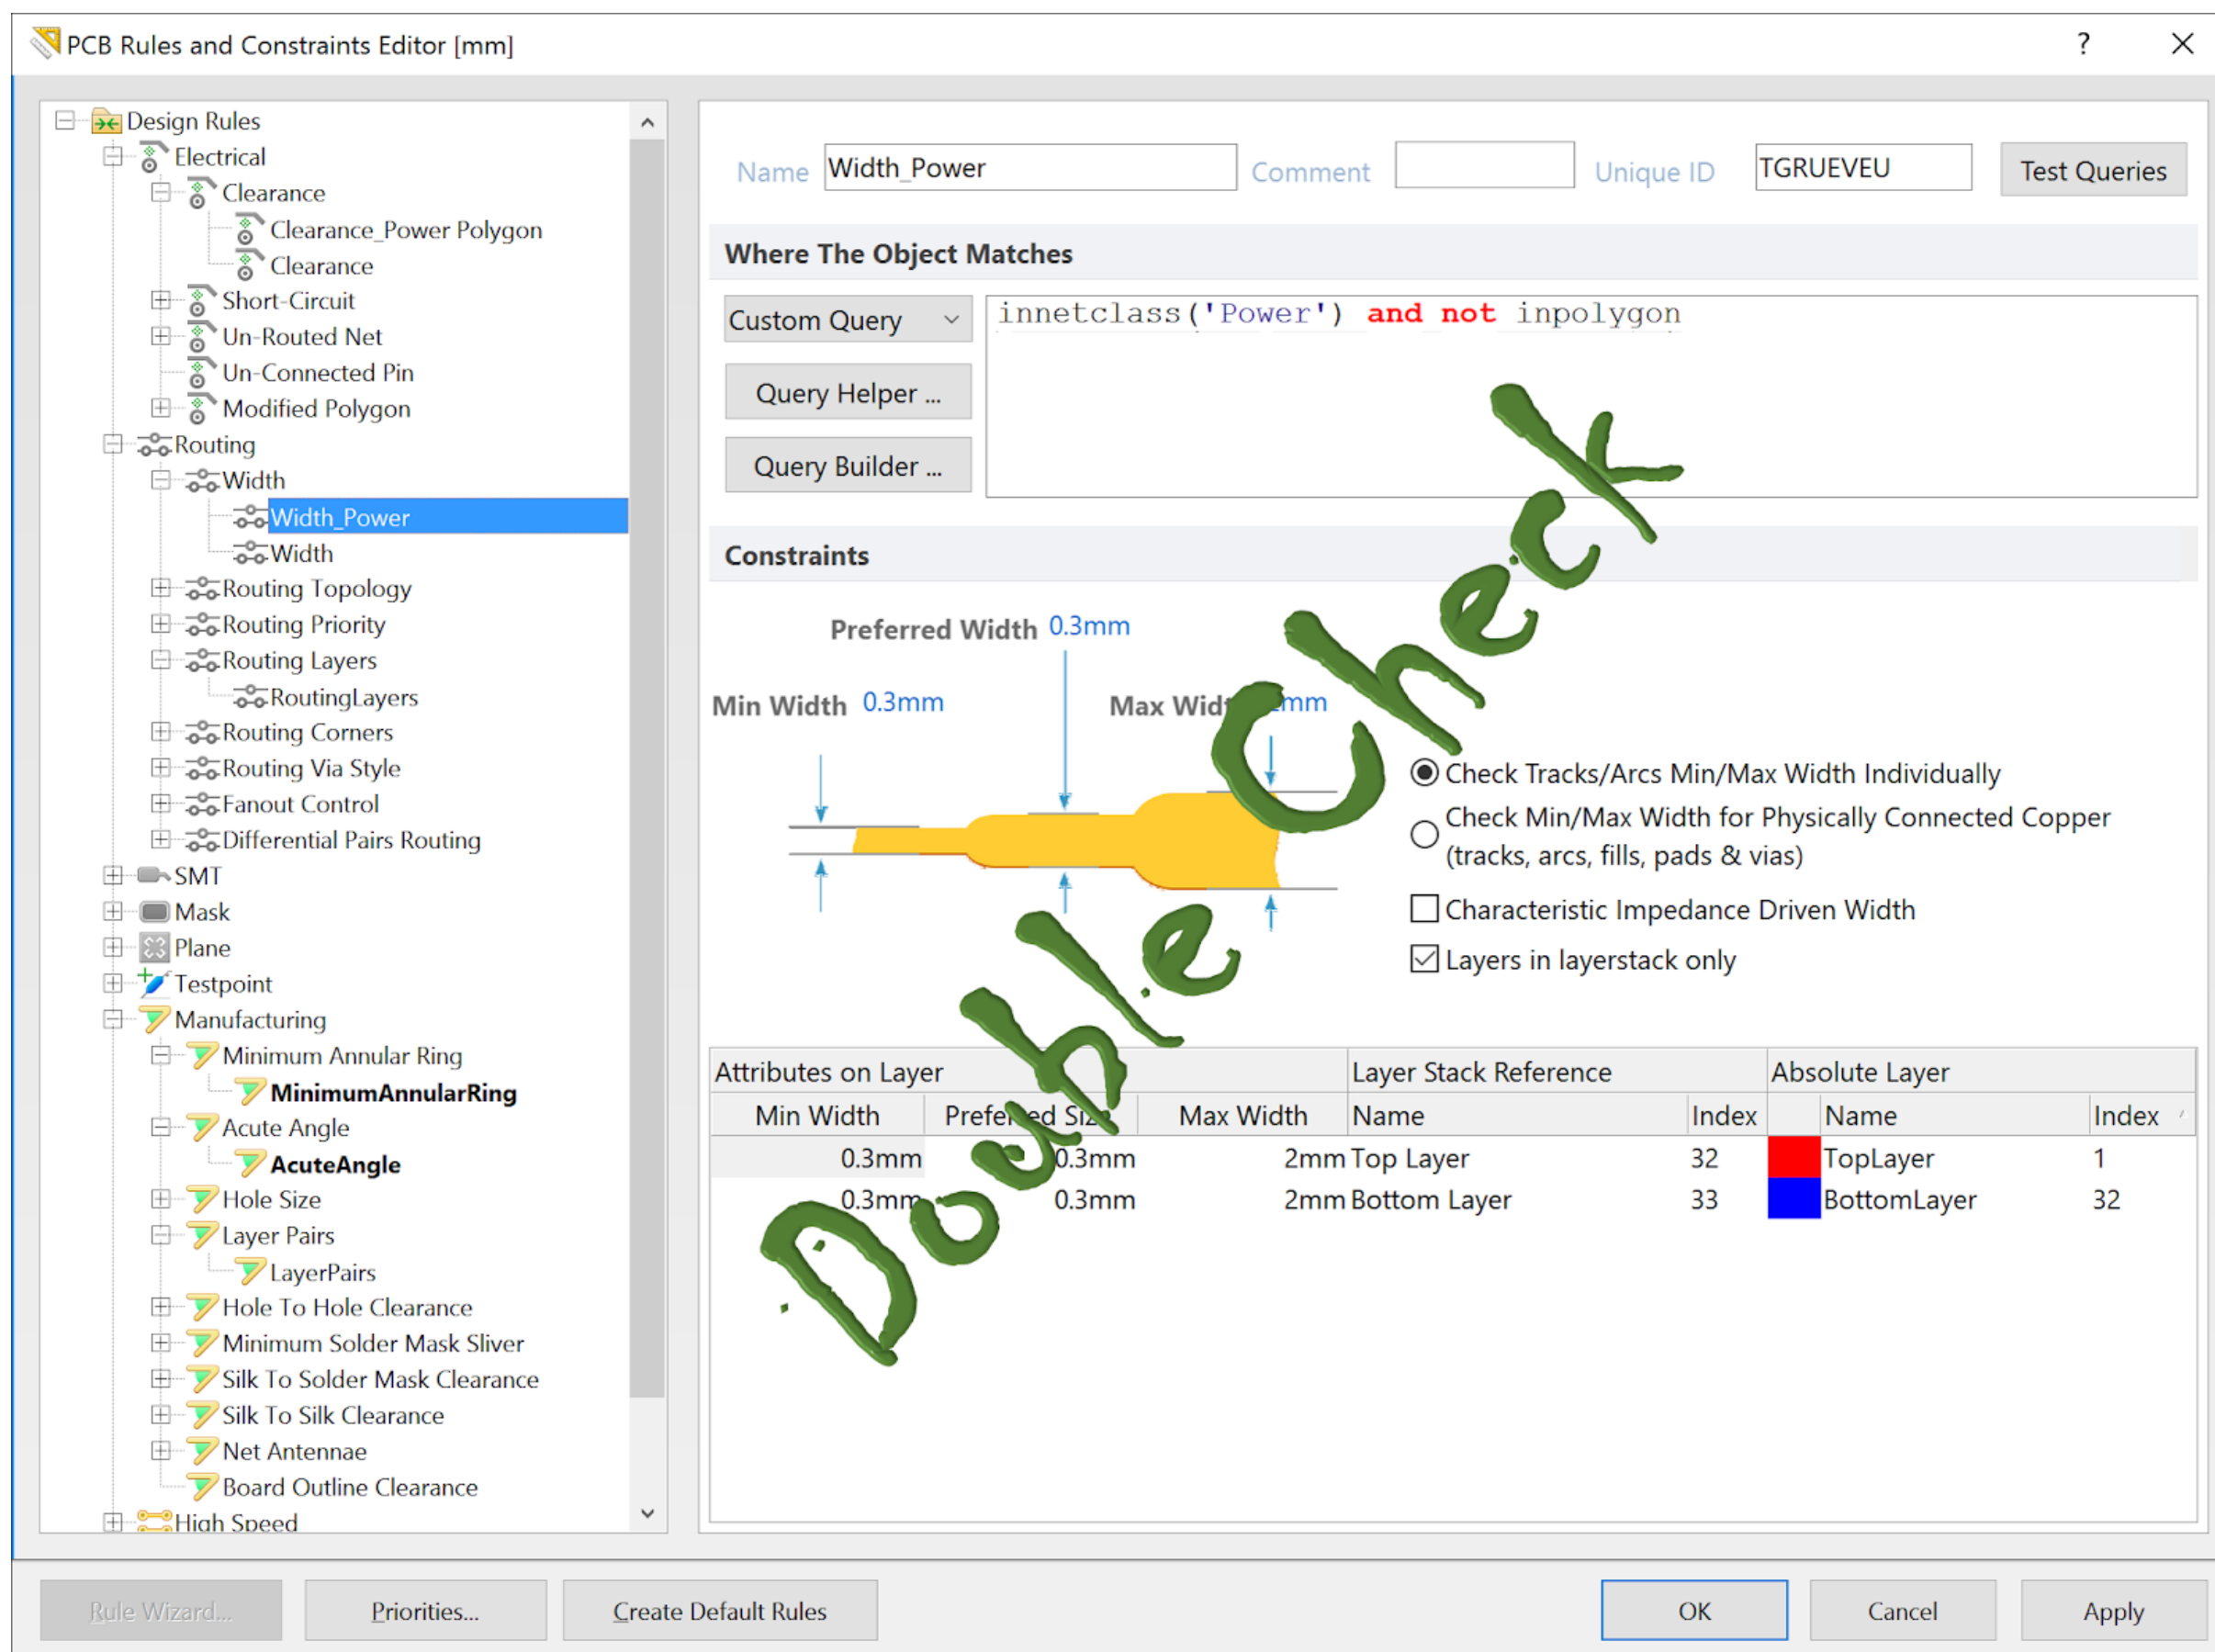 PCB Rules and Constraints Editor [mm] ?
Design Rules
Electrical
Clearance
Clearance_Power Polygon
Clearance
Short-Circuit
Un-Routed Net
Un-Connected Pin
Modified Polygon
Routing
Width
Width_Power
Width
Routing Topology
Routing Priority
Routing Layers
RoutingLayers
Routing Corners
Routing Via Style
Fanout Control
Differential Pairs Routing
SMT
Mask
Plane
Testpoint
Manufacturing
Minimum Annular Ring
MinimumAnnularRing
Acute Angle
AcuteAngle
Hole Size
Layer Pairs
LayerPairs
Hole To Hole Clearance
Minimum Solder Mask Sliver
Silk To Solder Mask Clearance
Silk To Silk Clearance
Net Antennae
Board Outline Clearance
High Speed
Name Width_Power Comment Unique ID TGRUEVEU Test Queries
Where The Object Matches
Custom Query
innetclass('Power') and not inpolygon
Query Helper ...
Query Builder ...
Constraints
Preferred Width 0.3mm
Min Width 0.3mm Max Width 2mm
Check Tracks/Arcs Min/Max Width Individually
Check Min/Max Width for Physically Connected Copper
(tracks, arcs, fills, pads & vias)
Characteristic Impedance Driven Width
Layers in layerstack only
Attributes on Layer Layer Stack Reference Absolute Layer
Min Width Preferred Size Max Width Name Index Name Index
0.3mm 0.3mm 2mm Top Layer 32 TopLayer 1
0.3mm 0.3mm 2mm Bottom Layer 33 BottomLayer 32
Double Check
Rule Wizard... Priorities... Create Default Rules OK Cancel Apply